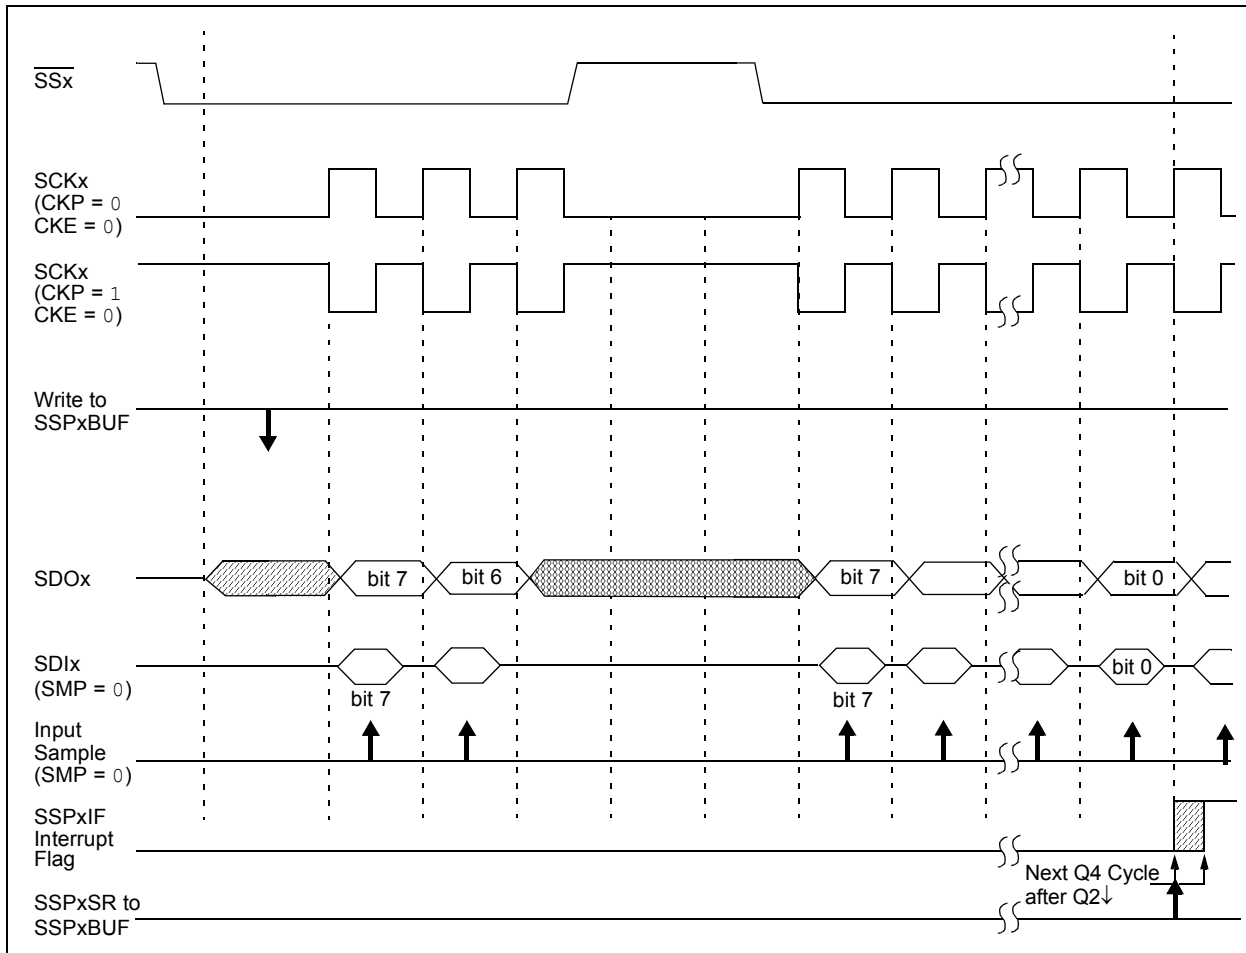 SSx
SCKx
(CKP = 0
CKE = 0)
SCKx
(CKP = 1
CKE = 0)
Write to
SSPxBUF
SDOx
bit 7
bit 6
bit 7
bit 0
SDIx
(SMP = 0)
bit 7
bit 7
bit 0
Input
Sample
(SMP = 0)
SSPxIF
Interrupt
Flag
Next Q4 Cycle
after Q2↓
SSPxSR to
SSPxBUF